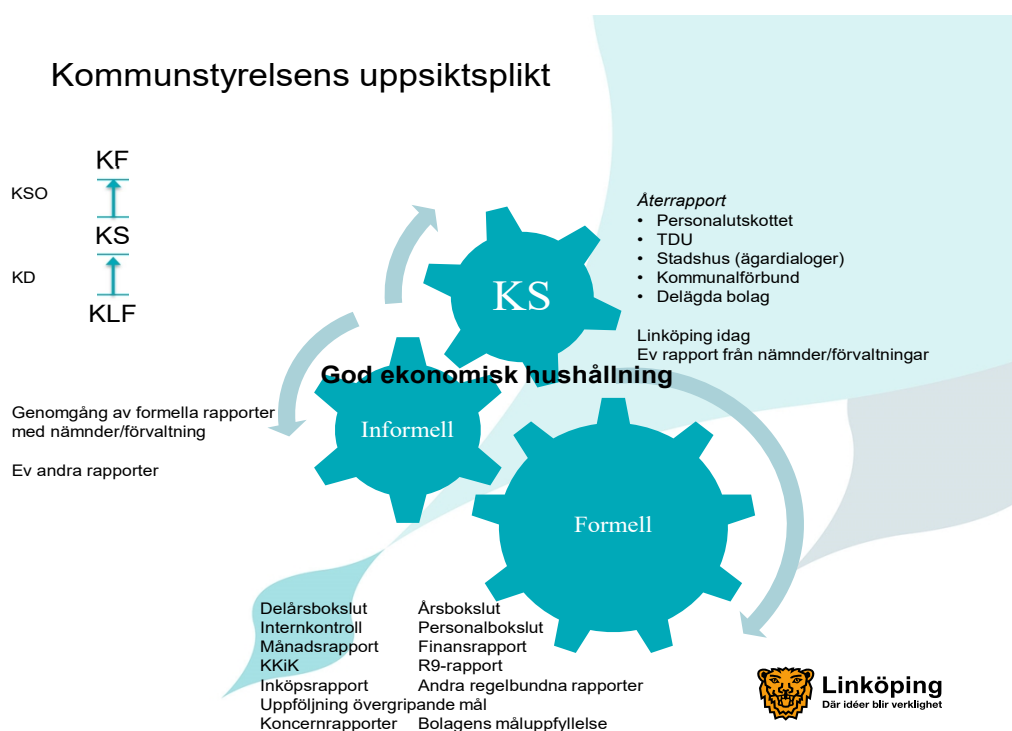 Kommunstyrelsens uppsiktsplikt
KF
KSO
KS
KD
KLF
Återrapport
• Personalutskottet
• TDU
• Stadshus (ägardialoger)
• Kommunalförbund
• Delägda bolag
Linköping idag
Ev rapport från nämnder/förvaltningar
KS
God ekonomisk hushållning
Informell
Formell
Genomgång av formella rapporter
med nämnder/förvaltning
Ev andra rapporter
Delårsbokslut Årsbokslut
Internkontroll Personalbokslut
Månadsrapport Finansrapport
KKiK R9-rapport
Inköpsrapport Andra regelbundna rapporter
Uppföljning övergripande mål
Koncernrapporter Bolagens måluppfyllelse
Linköping
Där idéer blir verklighet